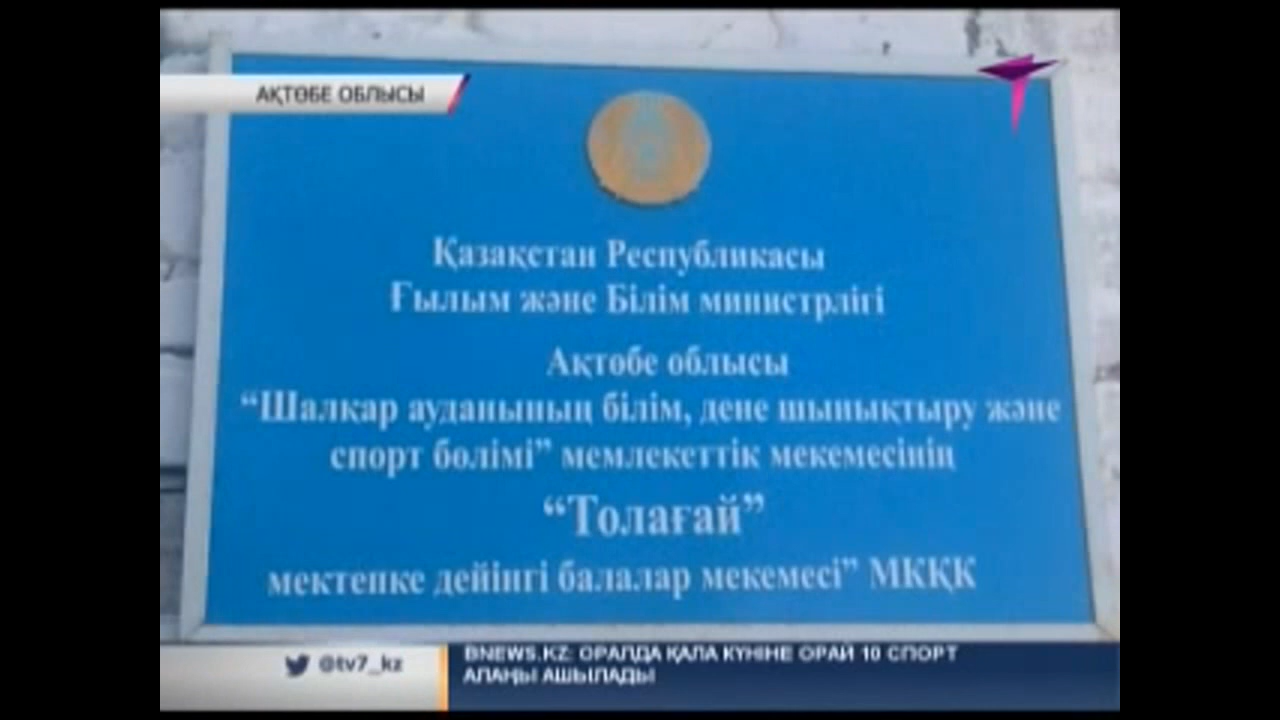 АҚТӨБЕ ОБЛЫСЫ
Қазақстан Республикасы
Ғылым және Білім министрлігі
Ақтөбе облысы
“Шалқар ауданының білім, дене шынықтыру және
спорт бөлімі” мемлекеттік мекемесінің
“Толағай”
мектепке дейінгі балалар мекемесі” МКҚК
@tv7_kz
BNEWS.KZ: ОРАЛДА ҚАЛА КҮНІНЕ ОРАЙ 10 СПОРТ
АЛАҢЫ АШЫЛАДЫ